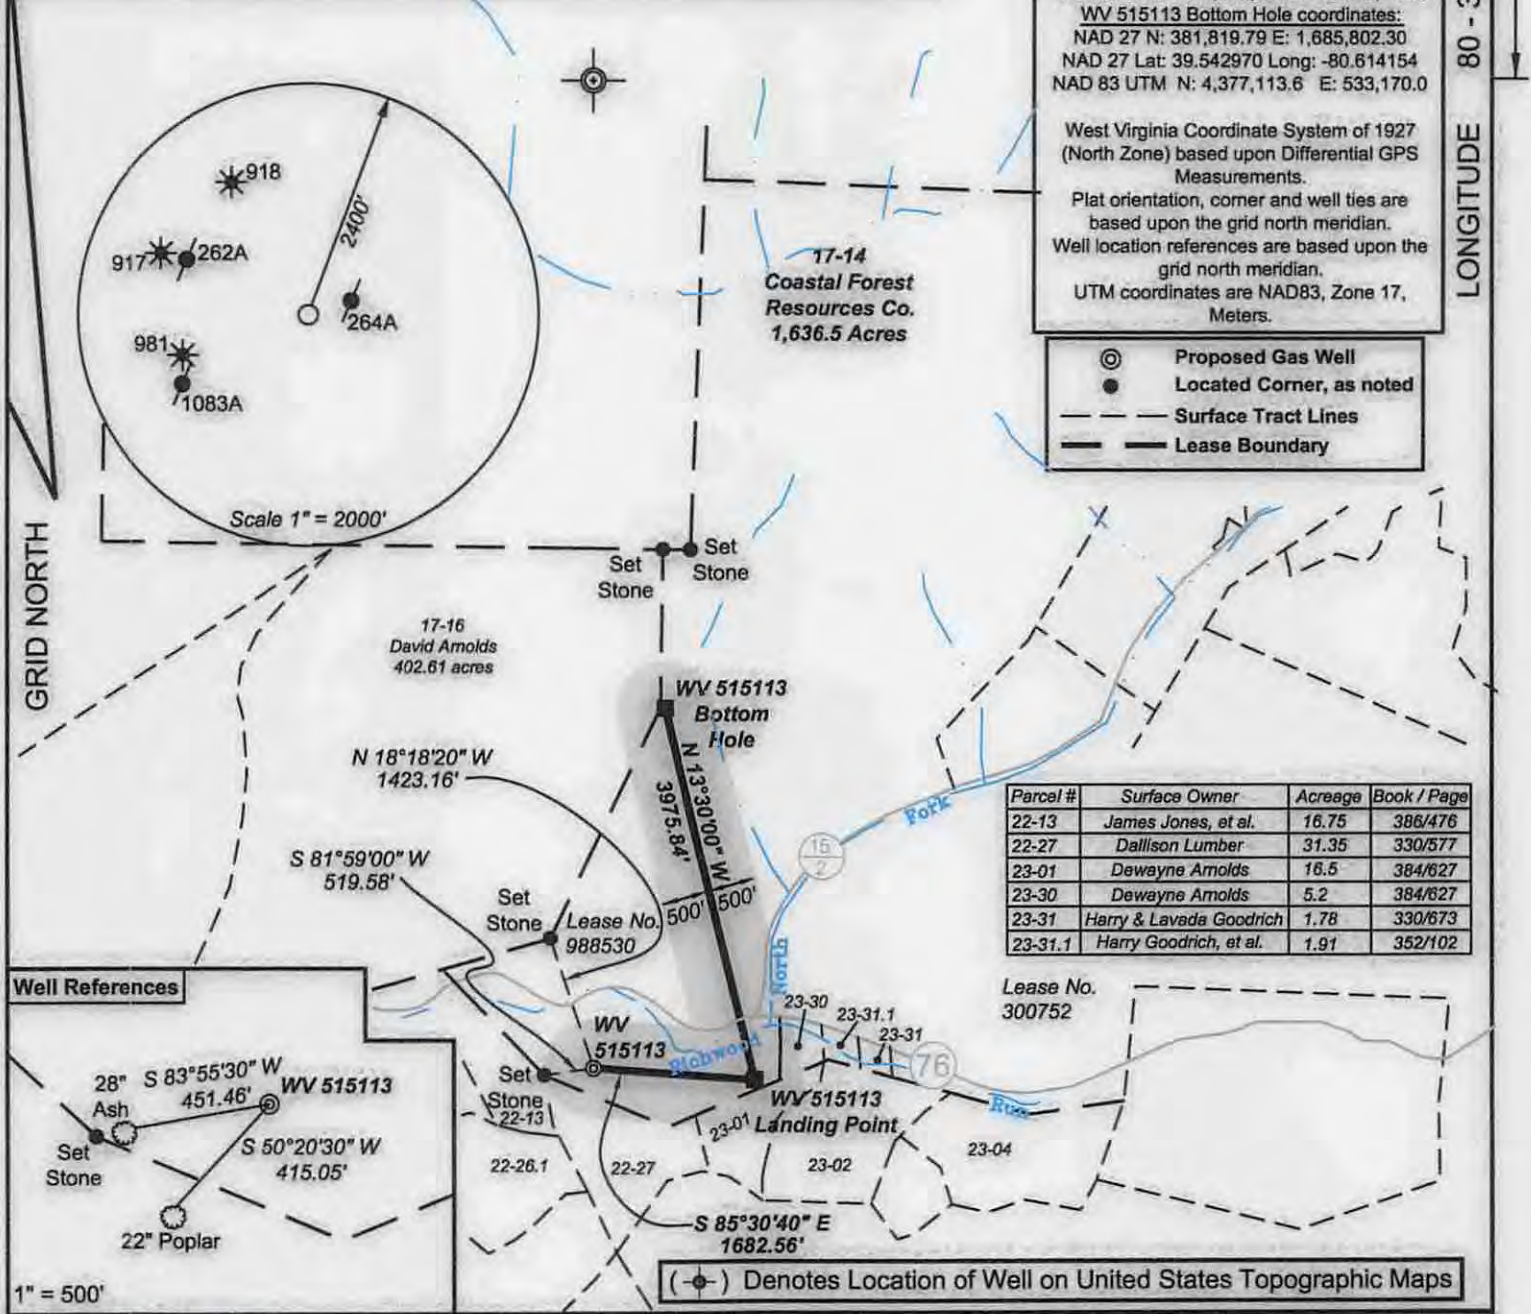 WV 515113 Bottom Hole coordinates:
NAD 27 N: 381,819.79 E: 1,685,802.30
NAD 27 Lat: 39.542970 Long: -80.614154
NAD 83 UTM N: 4,377,113.6 E: 533,170.0
West Virginia Coordinate System of 1927
(North Zone) based upon Differential GPS
Measurements.
Plat orientation, corner and well ties are
based upon the grid north meridian.
Well location references are based upon the
grid north meridian.
UTM coordinates are NAD83, Zone 17,
Meters.
LONGITUDE 80 -
Proposed Gas Well
Located Corner, as noted
Surface Tract Lines
Lease Boundary
918
2400'
917
262A
264A
981
1083A
Scale 1" = 2000'
GRID NORTH
17-14
Coastal Forest
Resources Co.
1,636.5 Acres
Set
Stone
Set
Stone
17-16
David Arnolds
402.61 acres
WV 515113
Bottom
Hole
N 18°18'20" W
1423.16'
N 13°30'00" W
3975.84'
S 81°59'00" W
519.58'
500'
500'
Set
Stone
Lease No.
988530
15
2
Fork
North
Parcel # Surface Owner Acreage Book / Page
22-13 James Jones, et al. 16.75 386/476
22-27 Dallison Lumber 31.35 330/577
23-01 Dewayne Arnolds 16.5 384/627
23-30 Dewayne Arnolds 5.2 384/627
23-31 Harry & Lavada Goodrich 1.78 330/673
23-31.1 Harry Goodrich, et al. 1.91 352/102
Lease No.
300752
23-30
23-31.1
23-31
76
WV
515113
Richwood
Run
Set
Stone
22-13
WV 515113
Landing Point
23-01
22-26.1
22-27
23-02
23-04
S 85°30'40" E
1682.56'
Well References
28"
Ash
S 83°55'30" W
451.46'
WV 515113
Set
Stone
S 50°20'30" W
415.05'
22" Poplar
1" = 500'
( ) Denotes Location of Well on United States Topographic Maps